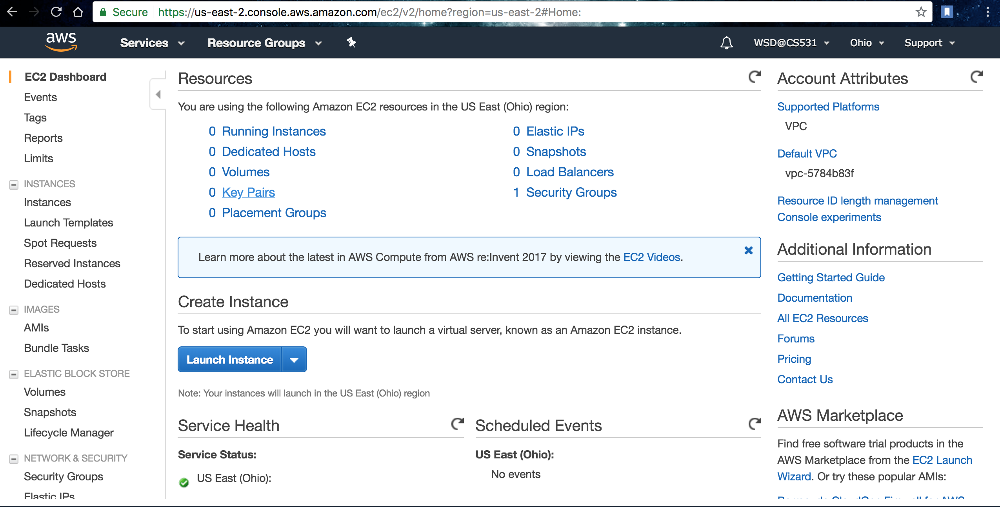 Secure https://us-east-2.console.aws.amazon.com/ec2/v2/home?region=us-east-2#Home:
aws Services Resource Groups WSD@CS531 Ohio Support
EC2 Dashboard
Events
Tags
Reports
Limits
INSTANCES
Instances
Launch Templates
Spot Requests
Reserved Instances
Dedicated Hosts
IMAGES
AMIs
Bundle Tasks
ELASTIC BLOCK STORE
Volumes
Snapshots
Lifecycle Manager
NETWORK & SECURITY
Security Groups
Elastic IPs
Resources
You are using the following Amazon EC2 resources in the US East (Ohio) region:
0 Running Instances
0 Dedicated Hosts
0 Volumes
0 Key Pairs
0 Placement Groups
0 Elastic IPs
0 Snapshots
0 Load Balancers
1 Security Groups
Learn more about the latest in AWS Compute from AWS re:Invent 2017 by viewing the EC2 Videos.
Create Instance
To start using Amazon EC2 you will want to launch a virtual server, known as an Amazon EC2 instance.
Launch Instance
Note: Your instances will launch in the US East (Ohio) region
Service Health
Service Status:
US East (Ohio):
Scheduled Events
US East (Ohio):
No events
Account Attributes
Supported Platforms
VPC
Default VPC
vpc-5784b83f
Resource ID length management
Console experiments
Additional Information
Getting Started Guide
Documentation
All EC2 Resources
Forums
Pricing
Contact Us
AWS Marketplace
Find free software trial products in the
AWS Marketplace from the EC2 Launch
Wizard. Or try these popular AMIs:
Barracuda CloudGen Firewall for AWS